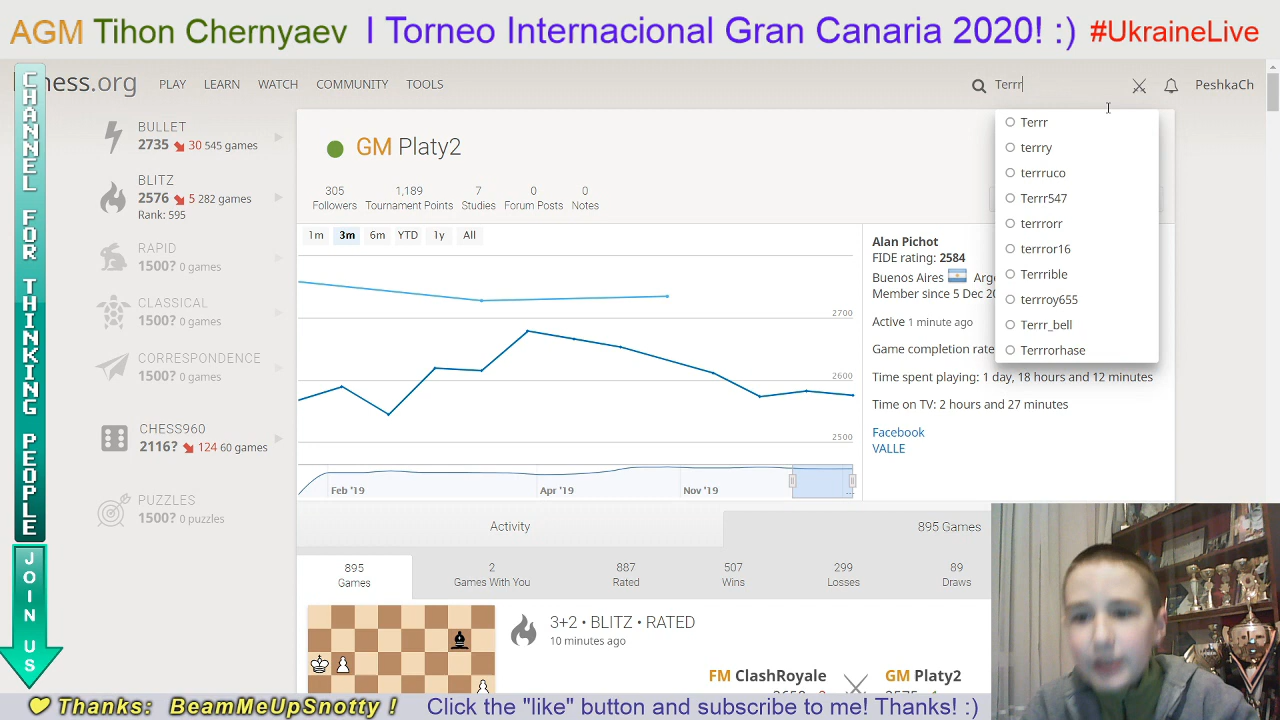 AGM Tihon Chernyaev I Torneo Internacional Gran Canaria 2020! :) #UkraineLive
hess.org PLAY LEARN WATCH COMMUNITY TOOLS Terrr PeshkaCh
CHANNEL FOR THINKING PEOPLE
JOIN US
BULLET
2735 30 545 games
BLITZ
2576 5 282 games
Rank: 595
RAPID
1500? 0 games
CLASSICAL
1500? 0 games
CORRESPONDENCE
1500? 0 games
CHESS960
2116? 124 60 games
PUZZLES
1500? 0 puzzles
GM Platy2
305 1,189 7 0 0
Followers Tournament Points Studies Forum Posts Notes
1m 3m 6m YTD 1y All
2700
2600
2500
Feb '19 Apr '19 Nov '19 ...
Alan Pichot
FIDE rating: 2584
Buenos Aires Arg
Member since 5 Dec 20
Active 1 minute ago
Game completion rate
Time spent playing: 1 day, 18 hours and 12 minutes
Time on TV: 2 hours and 27 minutes
Facebook
VALLE
Terrr
terrry
terrruco
Terrr547
terrrorr
terrror16
Terrrible
terrroy655
Terrr_bell
Terrrorhase
Activity 895 Games
895 2 887 507 299 89
Games Games With You Rated Wins Losses Draws
3+2 • BLITZ • RATED
10 minutes ago
FM ClashRoyale GM Platy2
Thanks: BeamMeUpSnotty ! Click the "like" button and subscribe to me! Thanks! :)